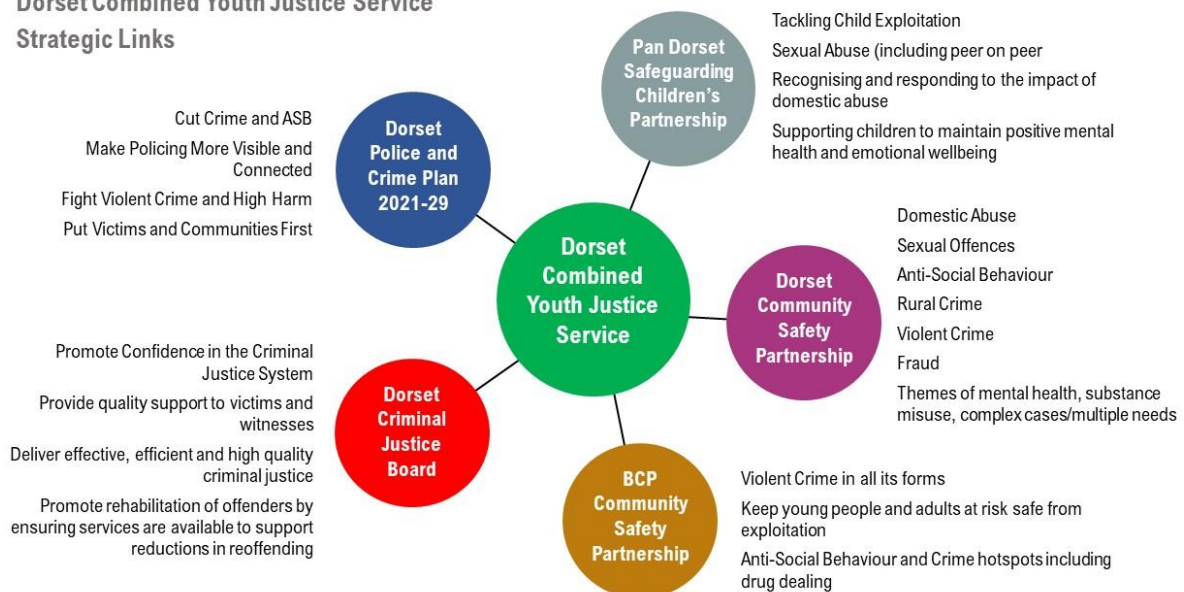 Dorset Combined Youth Justice Service
Strategic Links
Cut Crime and ASB
Make Policing More Visible and
Connected
Fight Violent Crime and High Harm
Put Victims and Communities First
Dorset
Police and
Crime Plan
2021-29
Pan Dorset
Safeguarding
Children’s
Partnership
Tackling Child Exploitation
Sexual Abuse (including peer on peer
Recognising and responding to the impact of
domestic abuse
Supporting children to maintain positive mental
health and emotional wellbeing
Dorset
Combined
Youth Justice
Service
Dorset
Community
Safety
Partnership
Domestic Abuse
Sexual Offences
Anti-Social Behaviour
Rural Crime
Violent Crime
Fraud
Themes of mental health, substance
misuse, complex cases/multiple needs
Promote Confidence in the Criminal
Justice System
Provide quality support to victims and
witnesses
Deliver effective, efficient and high quality
criminal justice
Promote rehabilitation of offenders by
ensuring services are available to support
reductions in reoffending
Dorset
Criminal
Justice
Board
BCP
Community
Safety
Partnership
Violent Crime in all its forms
Keep young people and adults at risk safe from
exploitation
Anti-Social Behaviour and Crime hotspots including
drug dealing